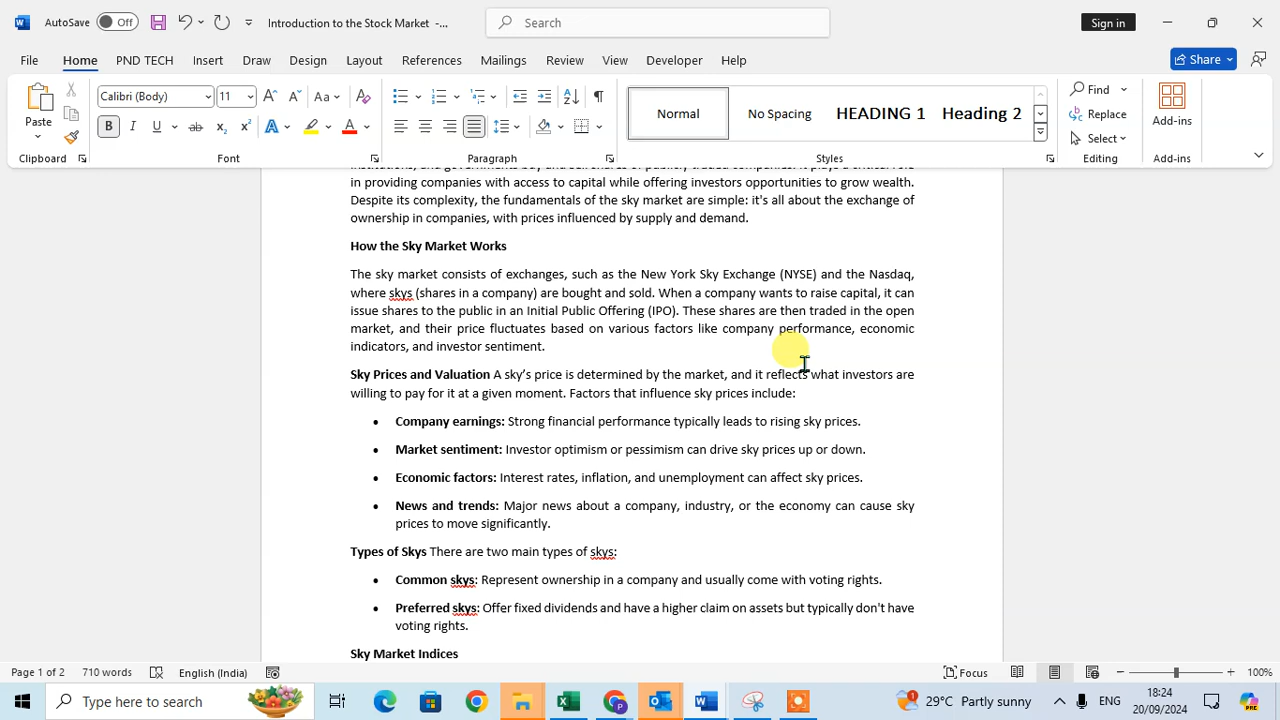 AutoSave Off Introduction to the Stock Market -... Search Sign in
File Home PND TECH Insert Draw Design Layout References Mailings Review View Developer Help Share
Paste
Clipboard
Calibri (Body) 11
Font
Paragraph
Normal
No Spacing
HEADING 1
Heading 2
Styles
Find
Replace
Select
Editing
Add-ins
Add-ins
institutions, and governments buy and sell shares of publicly traded companies. It plays a critical role
in providing companies with access to capital while offering investors opportunities to grow wealth.
Despite its complexity, the fundamentals of the sky market are simple: it's all about the exchange of
ownership in companies, with prices influenced by supply and demand.
How the Sky Market Works
The sky market consists of exchanges, such as the New York Sky Exchange (NYSE) and the Nasdaq,
where skys (shares in a company) are bought and sold. When a company wants to raise capital, it can
issue shares to the public in an Initial Public Offering (IPO). These shares are then traded in the open
market, and their price fluctuates based on various factors like company performance, economic
indicators, and investor sentiment.
Sky Prices and Valuation A sky’s price is determined by the market, and it reflects what investors are
willing to pay for it at a given moment. Factors that influence sky prices include:
• Company earnings: Strong financial performance typically leads to rising sky prices.
• Market sentiment: Investor optimism or pessimism can drive sky prices up or down.
• Economic factors: Interest rates, inflation, and unemployment can affect sky prices.
• News and trends: Major news about a company, industry, or the economy can cause sky
prices to move significantly.
Types of Skys There are two main types of skys:
• Common skys: Represent ownership in a company and usually come with voting rights.
• Preferred skys: Offer fixed dividends and have a higher claim on assets but typically don't have
voting rights.
Sky Market Indices
Page 1 of 2 710 words English (India) Focus 100%
Type here to search 29°C Partly sunny ENG 18:24
20/09/2024